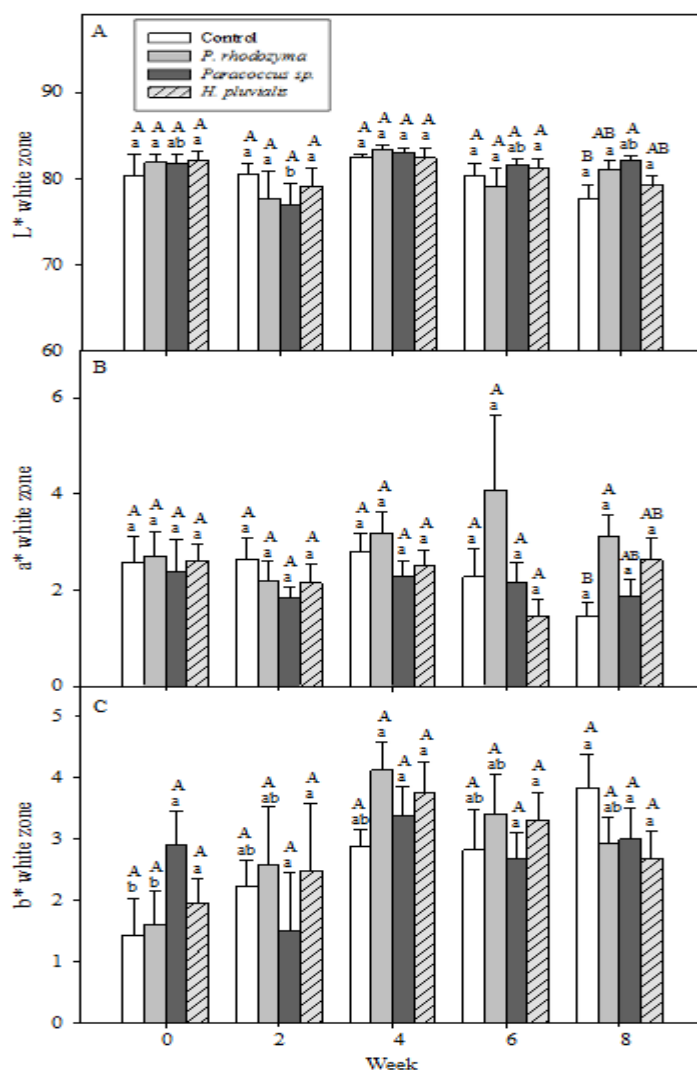 A
Control
P. rhodozyma
Paracoccus sp.
H. pluvialis
90
80
70
60
L* white zone
A A A A
a a ab a
A A A A
a a b a
A A A A
a a a a
A A A A
a a ab a
B AB A AB
a a ab a
B
6
4
2
0
a* white zone
A A A A
a a a a
A A A A
a a a a
A A A A
a a a a
A A A A
a a a a
B A AB AB
a a a a
C
5
4
3
2
1
0
b* white zone
A A A A
b b a a
A A A A
ab ab a a
A A A A
ab a a a
A A A A
ab ab a a
A A A A
a ab a a
0 2 4 6 8
Week